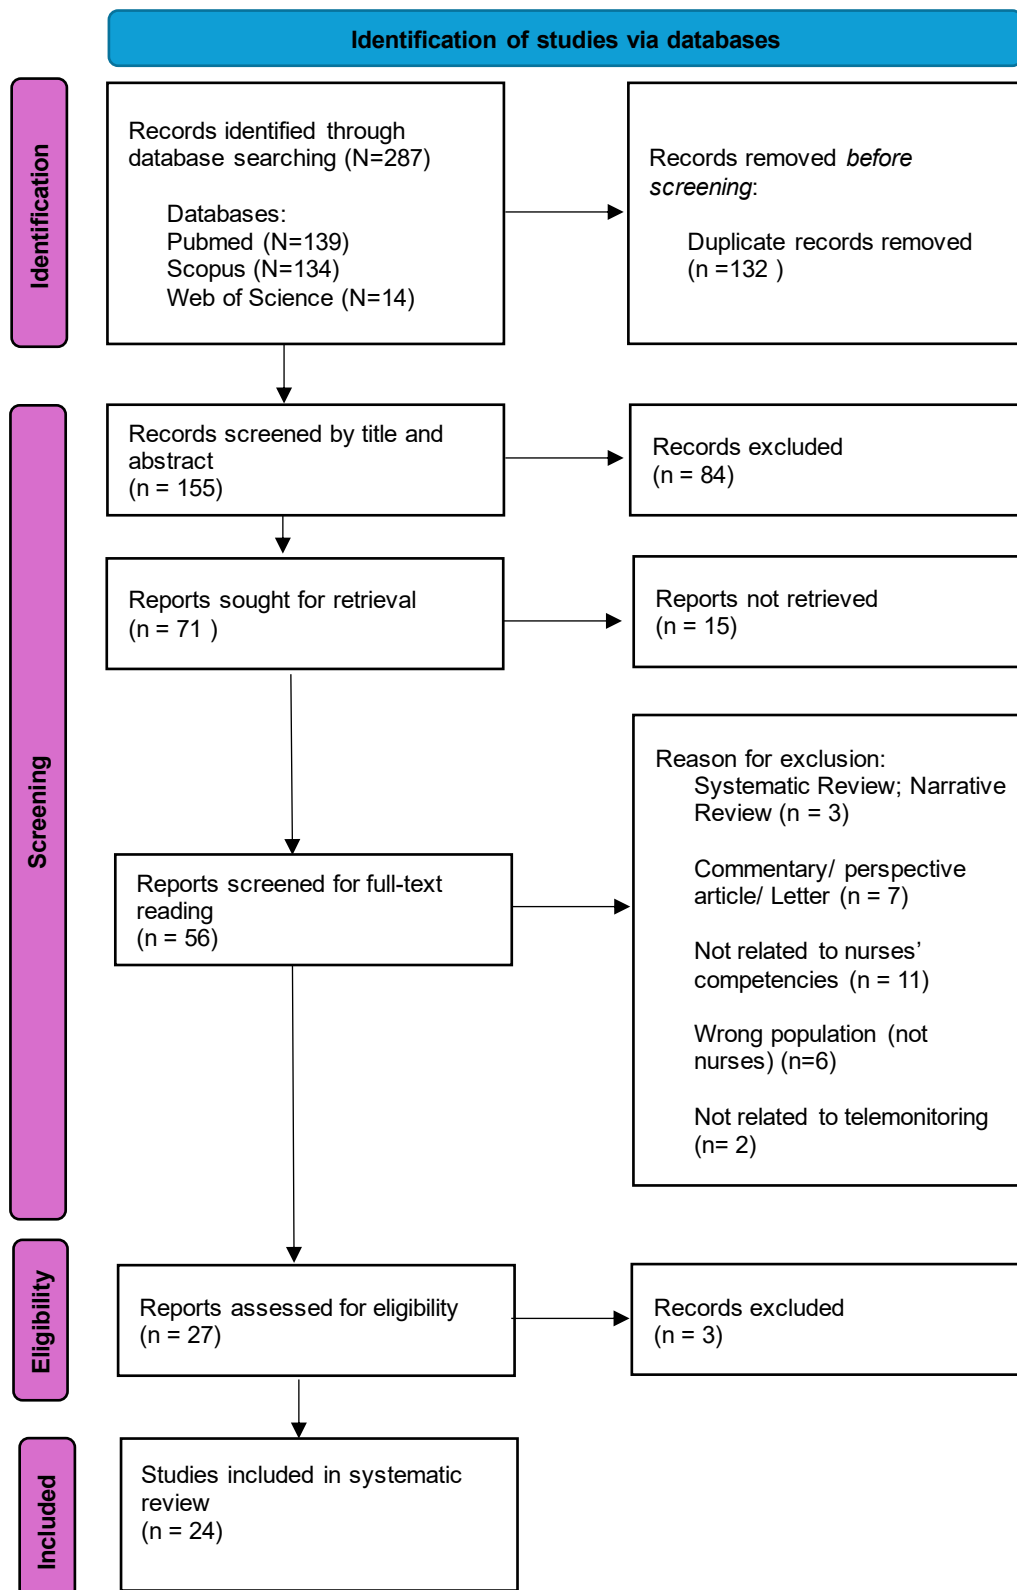 Identification of studies via databases
Identification
Records identified through
database searching (N=287)
Databases:
Pubmed (N=139)
Scopus (N=134)
Web of Science (N=14)
Records removed before
screening:
Duplicate records removed
(n =132 )
Screening
Records screened by title and
abstract
(n = 155)
Records excluded
(n = 84)
Reports sought for retrieval
(n = 71 )
Reports not retrieved
(n = 15)
Reports screened for full-text
reading
(n = 56)
Reason for exclusion:
Systematic Review; Narrative
Review (n = 3)
Commentary/ perspective
article/ Letter (n = 7)
Not related to nurses’
competencies (n = 11)
Wrong population (not
nurses) (n=6)
Not related to telemonitoring
(n= 2)
Eligibility
Reports assessed for eligibility
(n = 27)
Records excluded
(n = 3)
Included
Studies included in systematic
review
(n = 24)